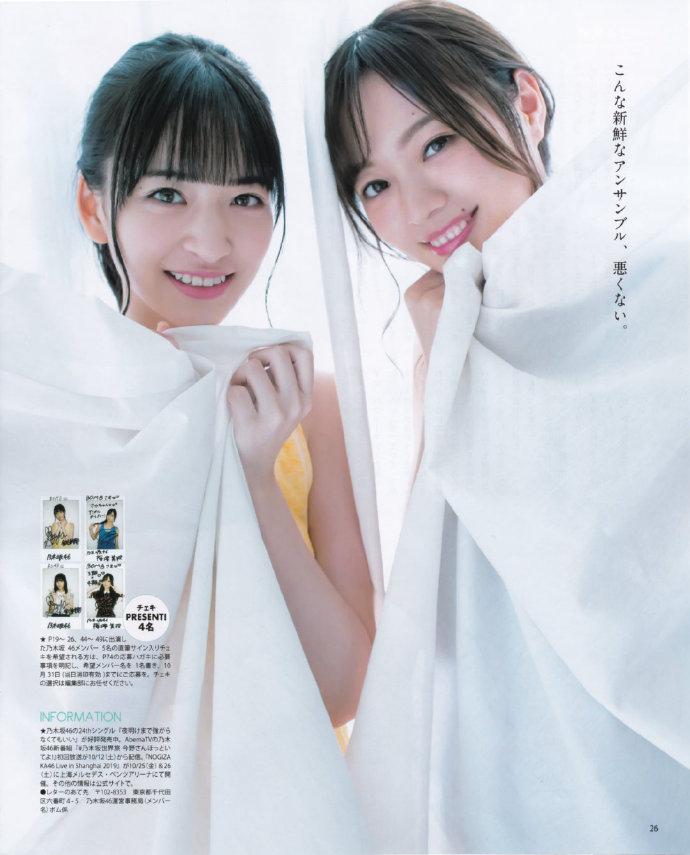 こんな新鮮なアンサンブル、悪くない。
チェキ
PRESENT!
4名
★ P19〜 26、44〜 49に出演し
た乃木坂 46メンバー 5名の直筆サイン入りチェ
キを希望される方は、P74の応募ハガキに必要
事項を明記し、希望メンバー名を 1名書き、10
月 31日(当日消印有効)までにご応募を。チェキ
の選択は編集部にお任せください。
INFORMATION
★乃木坂46の24thシングル『夜明けまで強がら
なくてもいい』が好評発売中。AbemaTVの乃木
坂46新番組「#乃木坂世界旅 今野さんほっといてよ!」初回放送が10/12(土)から配信。「NOGIZA
KA46 Live in Shanghai 2019」が10/25(金)&26
(土)に上海メルセデス・ベンツアリーナにて開
催。その他の情報は公式サイトで。
●レターのあて先 〒102-8353 東京都千代田
区六番町4-5 乃木坂46運営事務局(メンバー
名)ボム係
26